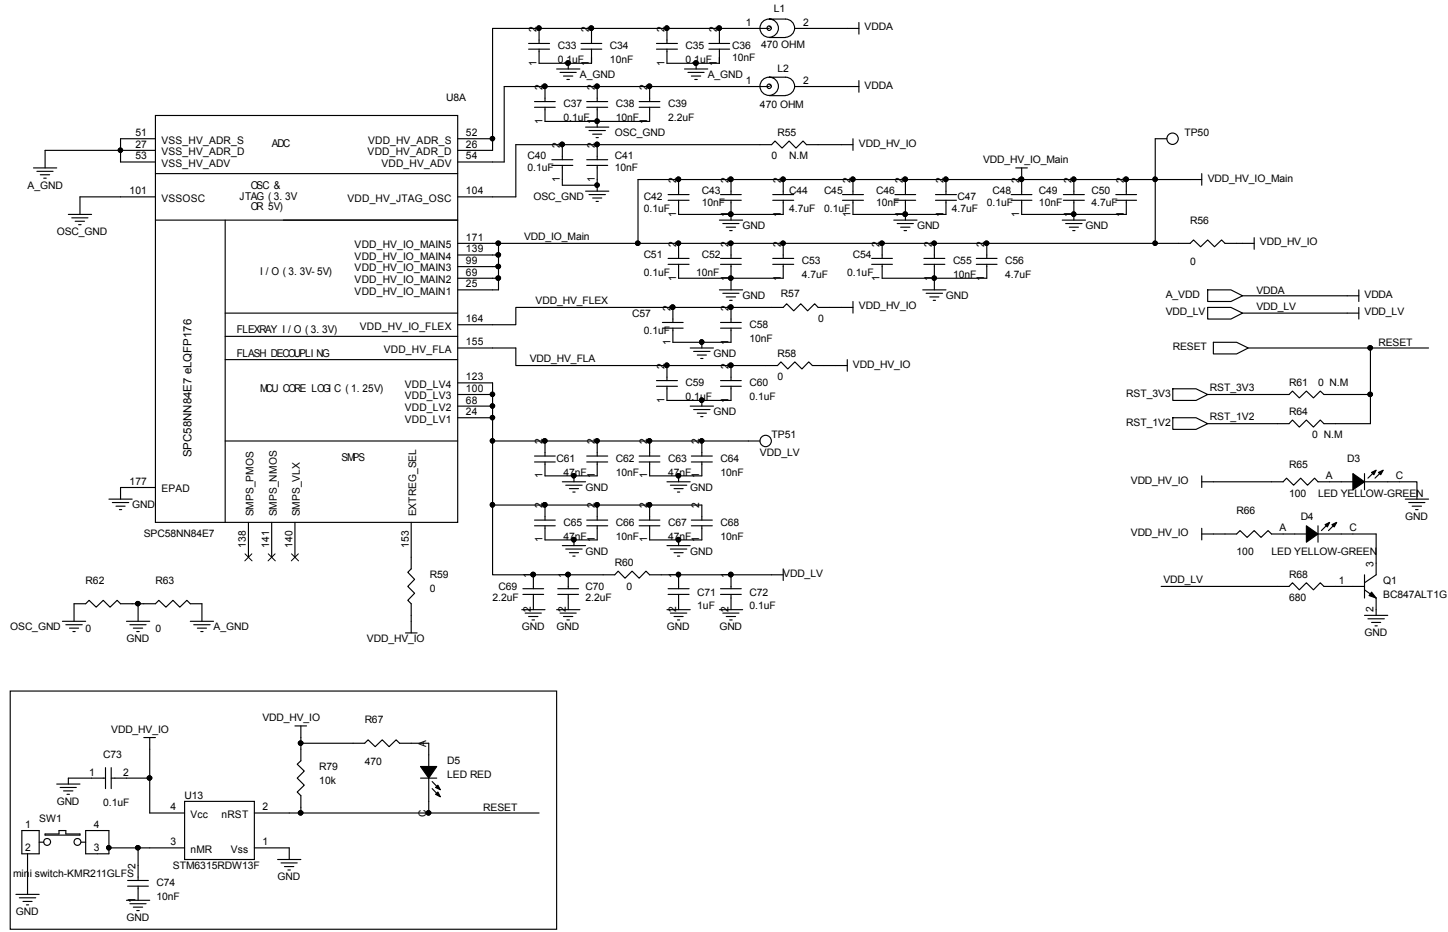 L1
1 2 VDDA
470 OHM
C33 0.1uF
C34 10nF
C35 0.1uF
C36 10nF
A_GND
A_GND
L2
1 2 VDDA
470 OHM
C37 0.1uF
C38 10nF
C39 2.2uF
OSC_GND
U8A
51 VSS_HV_ADR_S
27 VSS_HV_ADR_D
53 VSS_HV_ADV
ADC
VDD_HV_ADR_S 52
VDD_HV_ADR_D 26
VDD_HV_ADV 54
A_GND
101 VSSOSC
OSC &
JTAG (3.3V
OR 5V)
VDD_HV_JTAG_OSC 104
OSC_GND
C40 0.1uF
C41 10nF
OSC_GND
R55
0 N.M
VDD_HV_IO
TP50
VDD_HV_IO_Main
VDD_HV_IO_Main
C42 0.1uF
C43 10nF
C44 4.7uF
C45 0.1uF
C46 10nF
C47 4.7uF
C48 0.1uF
C49 10nF
C50 4.7uF
GND
GND
GND
I/O (3.3V-5V)
VDD_HV_IO_MAIN5 171
VDD_HV_IO_MAIN4 139
VDD_HV_IO_MAIN3 99
VDD_HV_IO_MAIN2 69
VDD_HV_IO_MAIN1 25
VDD_IO_Main
R56
0
VDD_HV_IO
C51 0.1uF
C52 10nF
C53 4.7uF
C54 0.1uF
C55 10nF
C56 4.7uF
GND
GND
FLEXRAY I/O (3.3V)
VDD_HV_IO_FLEX 164
VDD_HV_FLEX
C57 0.1uF
C58 10nF
GND
R57
0
VDD_HV_IO
FLASH DECOUPLING
VDD_HV_FLA 155
VDD_HV_FLA
C59 0.1uF
C60 0.1uF
GND
R58
0
VDD_HV_IO
MCU CORE LOGIC (1.25V)
VDD_LV4 123
VDD_LV3 100
VDD_LV2 68
VDD_LV1 24
SPC58NN84E7 eLQFP176
TP51
VDD_LV
C61 47nF
C62 10nF
C63 47nF
C64 10nF
GND
GND
C65 47nF
C66 10nF
C67 47nF
C68 10nF
GND
GND
C69 2.2uF
C70 2.2uF
R60
0
C71 1uF
C72 0.1uF
VDD_LV
GND
GND
GND
GND
SMPS
SMPS_PMOS
SMPS_NMOS
SMPS_VLX
EXTREG_SEL
138
141
140
153
177 EPAD
GND
SPC58NN84E7
R59
0
VDD_HV_IO
R62
R63
OSC_GND 0 GND 0 A_GND
A_VDD VDDA VDDA
VDD_LV VDD_LV VDD_LV
RESET RESET
RST_3V3 RST_3V3 R61 0 N.M
RST_1V2 RST_1V2 R64
0 N.M
VDD_HV_IO R65 A D3 C
100 LED YELLOW-GREEN
GND
VDD_HV_IO R66 A D4 C
100 LED YELLOW-GREEN
VDD_LV R68 1 3 Q1
680 2 BC847ALT1G
GND
VDD_HV_IO
C73
1 2
0.1uF
GND
VDD_HV_IO
R67
470
R79
10k
A
D5
LED RED
C
U13
4 Vcc nRST 2
3 nMR Vss 1
STM6315RDW13F
RESET
GND
SW1
1 4
2 3
mini switch-KMR211GLFS
GND
C74
10nF
2
1
GND